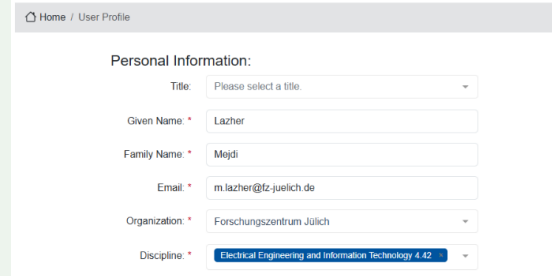 Home / User Profile
Personal Information:
Title: Please select a title.
Given Name: * Lazher
Family Name: * Mejdi
Email: * m.lazher@fz-juelich.de
Organization: * Forschungszentrum Jülich
Discipline: * Electrical Engineering and Information Technology 4.42 ×